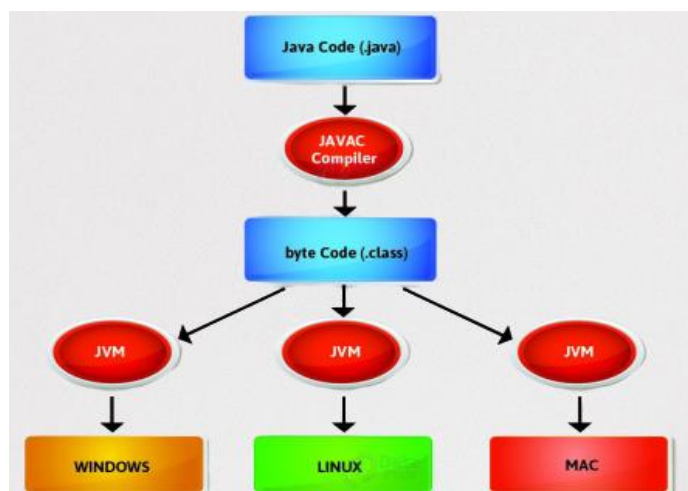 Java Code (.java)
JAVAC
Compiler
byte Code (.class)
JVM
JVM
JVM
WINDOWS
LINUX
MAC